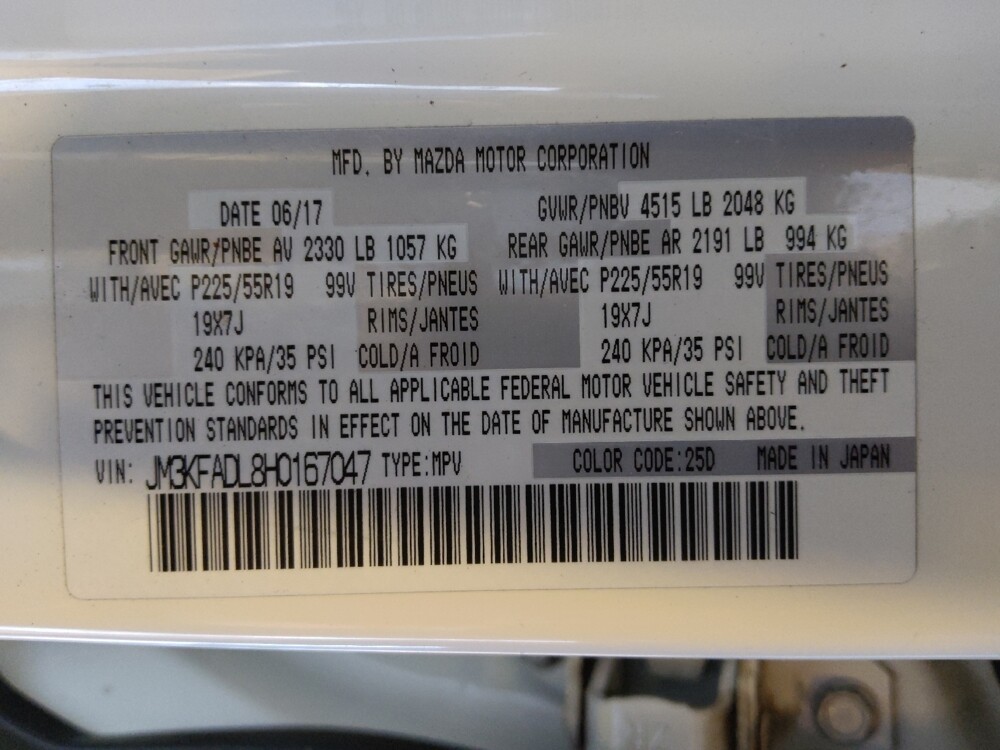 MFD. BY MAZDA MOTOR CORPORATION
DATE 06/17 GVWR/PNBV 4515 LB 2048 KG
FRONT GAWR/PNBE AV 2330 LB 1057 KG REAR GAWR/PNBE AR 2191 LB 994 KG
WITH/AVEC P225/55R19 99V TIRES/PNEUS WITH/AVEC P225/55R19 99V TIRES/PNEUS
19X7J RIMS/JANTES 19X7J RIMS/JANTES
240 KPA/35 PSI COLD/A FROID 240 KPA/35 PSI COLD/A FROID
THIS VEHICLE CONFORMS TO ALL APPLICABLE FEDERAL MOTOR VEHICLE SAFETY AND THEFT
PREVENTION STANDARDS IN EFFECT ON THE DATE OF MANUFACTURE SHOWN ABOVE.
VIN: JM3KFADL8H0167047 TYPE:MPV COLOR CODE:25D MADE IN JAPAN